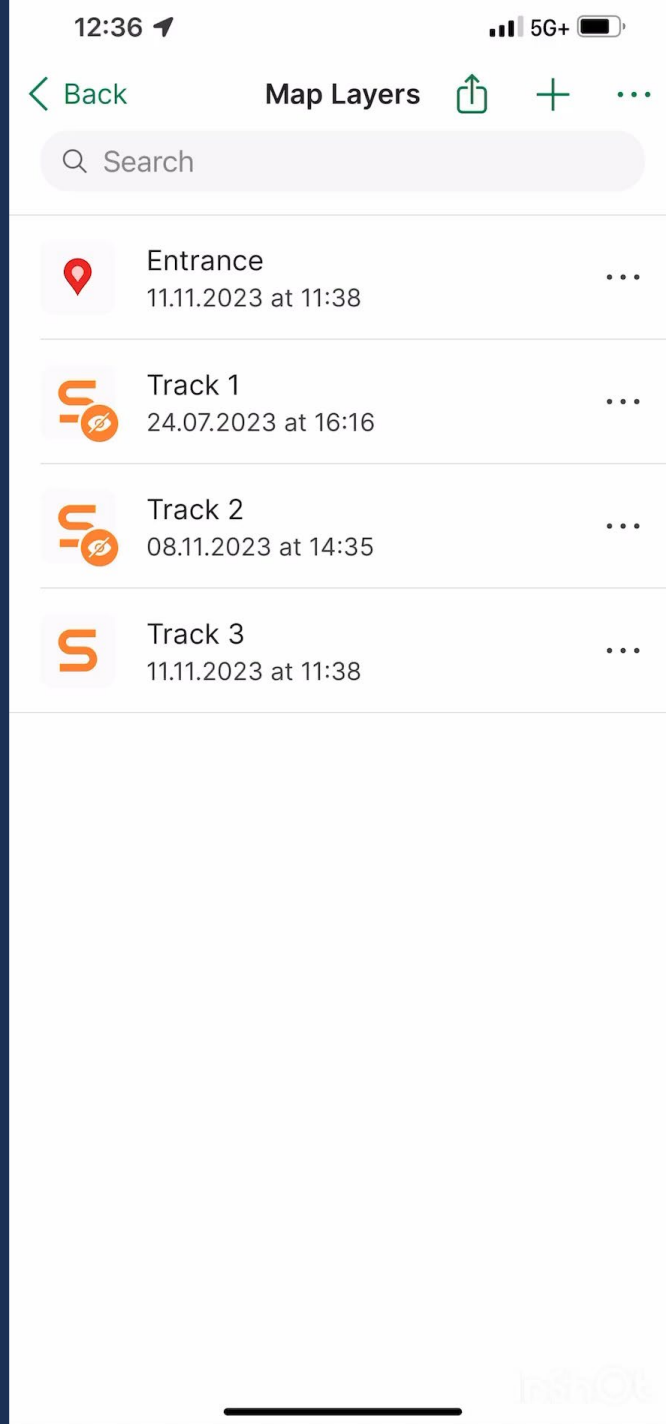 12:36
5G+
Back
Map Layers
Search
Entrance
11.11.2023 at 11:38
Track 1
24.07.2023 at 16:16
Track 2
08.11.2023 at 14:35
Track 3
11.11.2023 at 11:38
InShOt